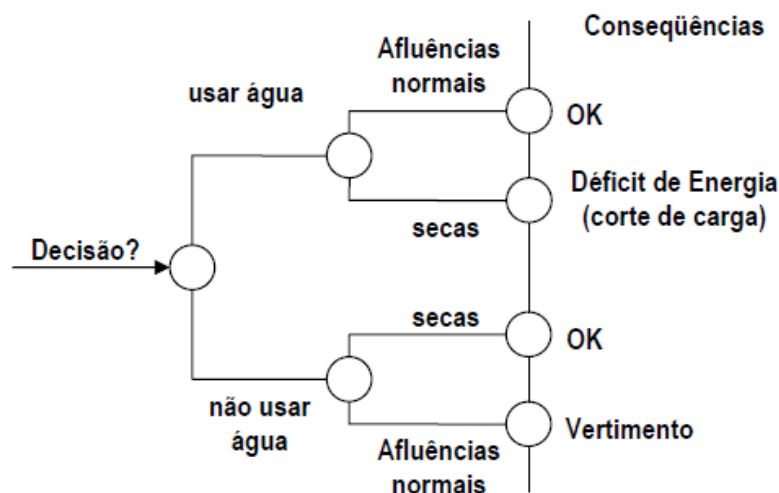 Conseqüências
Afluências
normais
usar água
OK
Déficit de Energia
(corte de carga)
secas
Decisão?
secas
OK
não usar
água
Vertimento
Afluências
normais